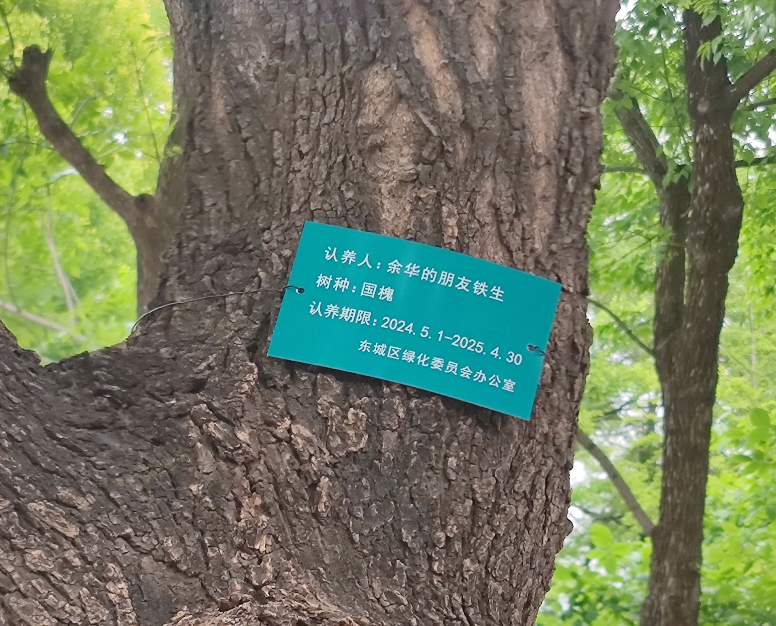 认养人：余华的朋友铁生
树种：国槐
认养期限：2024.5.1-2025.4.30
东城区绿化委员会办公室